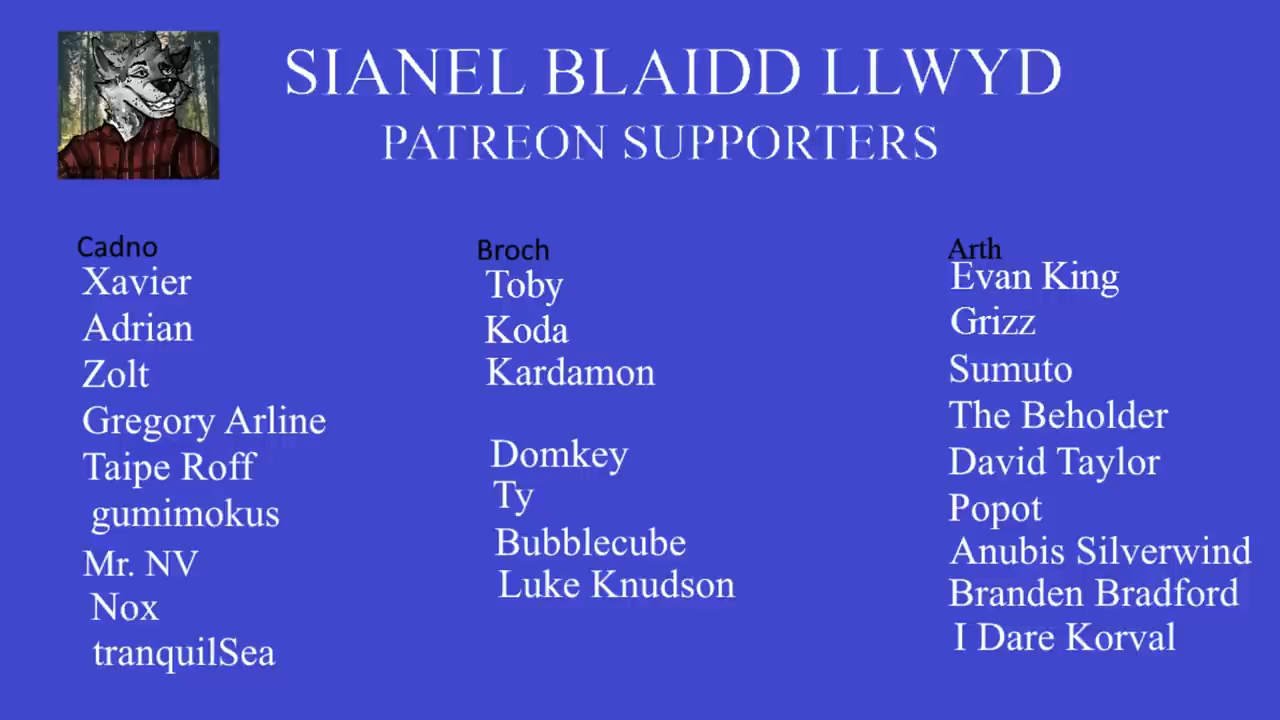 SIANEL BLAIDD LLWYD
PATREON SUPPORTERS
Cadno
Xavier
Adrian
Zolt
Gregory Arline
Taipe Roff
gumimokus
Mr. NV
Nox
tranquilSea
Broch
Toby
Koda
Kardamon
Domkey
Ty
Bubblecube
Luke Knudson
Arth
Evan King
Grizz
Sumuto
The Beholder
David Taylor
Popot
Anubis Silverwind
Branden Bradford
I Dare Korval